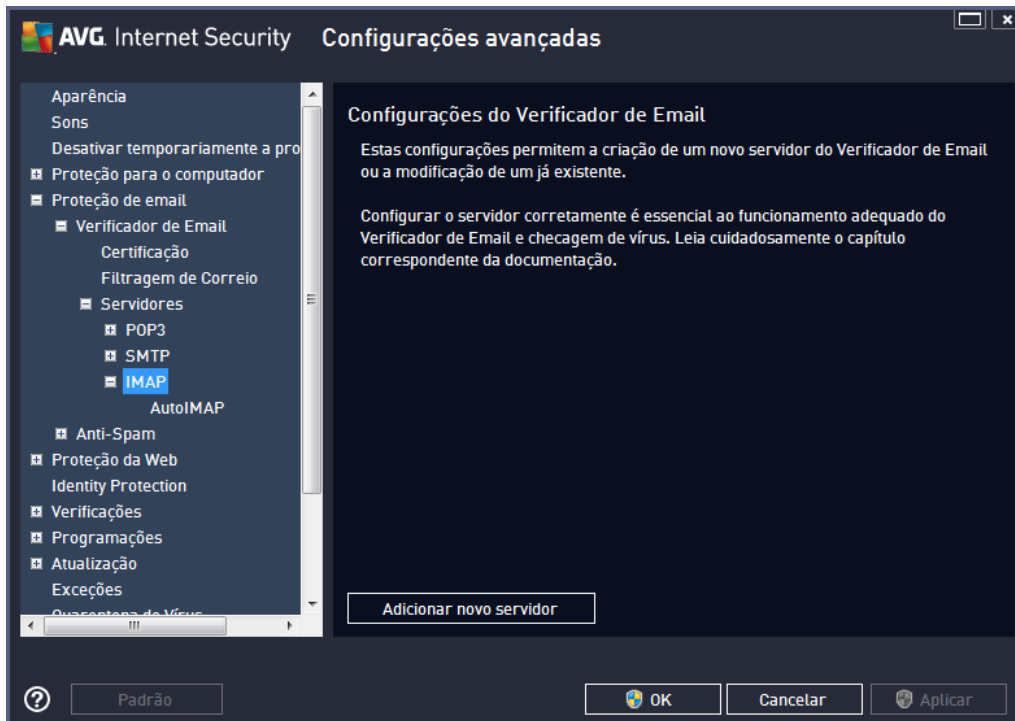 AVG. Internet Security
Configurações avançadas
Aparência
Sons
Desativar temporariamente a pro
Proteção para o computador
Proteção de email
Verificador de Email
Certificação
Filtragem de Correio
Servidores
POP3
SMTP
IMAP
AutoIMAP
Anti-Spam
Proteção da Web
Identity Protection
Verificações
Programações
Atualização
Exceções
Quarentena de Vírus
Configurações do Verificador de Email
Estas configurações permitem a criação de um novo servidor do Verificador de Email
ou a modificação de um já existente.
Configurar o servidor corretamente é essencial ao funcionamento adequado do
Verificador de Email e checagem de vírus. Leia cuidadosamente o capítulo
correspondente da documentação.
Adicionar novo servidor
Padrão
OK
Cancelar
Aplicar